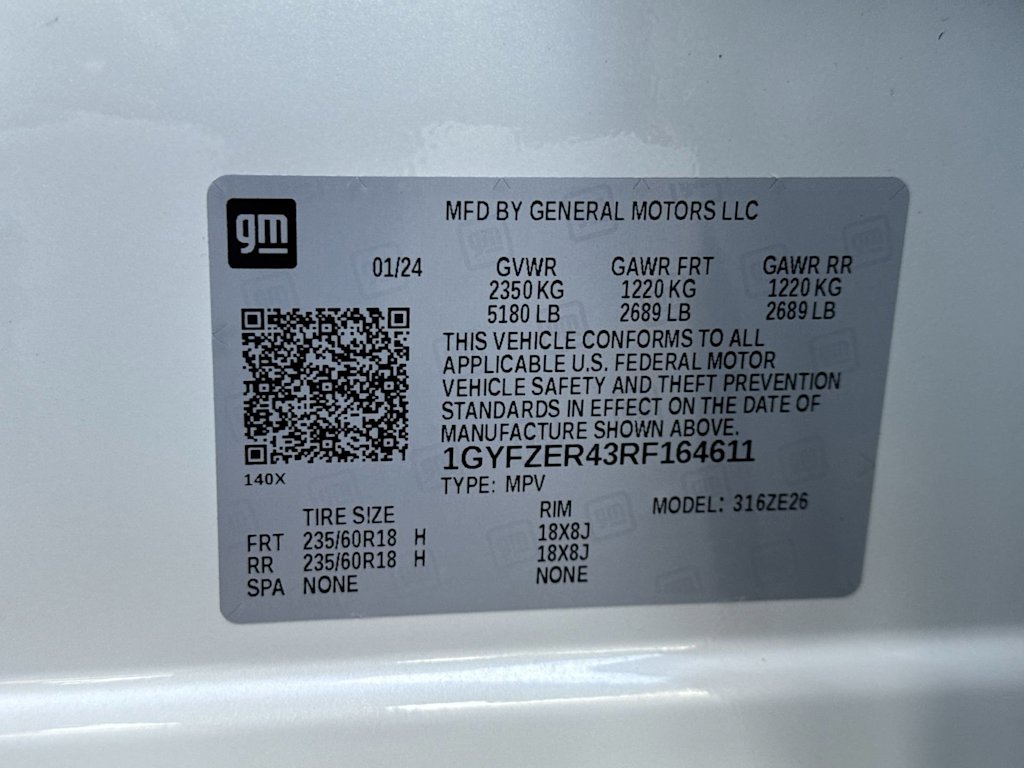 gm
MFD BY GENERAL MOTORS LLC
01/24 GVWR GAWR FRT GAWR RR
2350 KG 1220 KG 1220 KG
5180 LB 2689 LB 2689 LB
THIS VEHICLE CONFORMS TO ALL
APPLICABLE U.S. FEDERAL MOTOR
VEHICLE SAFETY AND THEFT PREVENTION
STANDARDS IN EFFECT ON THE DATE OF
MANUFACTURE SHOWN ABOVE.
1GYFZER43RF164611
140X
TYPE: MPV
TIRE SIZE RIM MODEL: 316ZE26
FRT 235/60R18 H 18X8J
RR 235/60R18 H 18X8J
SPA NONE NONE